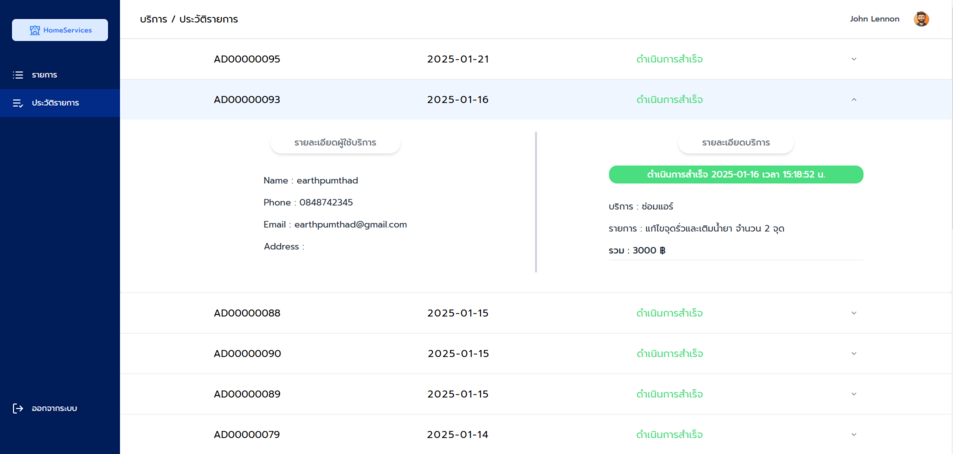 HomeServices
รายการ
ประวัติรายการ
ออกจากระบบ
บริการ / ประวัติรายการ
John Lennon
AD00000095 2025-01-21 ดำเนินการสำเร็จ
AD00000093 2025-01-16 ดำเนินการสำเร็จ
รายละเอียดผู้ใช้บริการ
Name : earthpumthad
Phone : 0848742345
Email : earthpumthad@gmail.com
Address :
รายละเอียดบริการ
ดำเนินการสำเร็จ 2025-01-16 เวลา 15:18:52 น.
บริการ : ซ่อมแอร์
รายการ : แก้ไขจุดรั่วและเติมน้ำยา จำนวน 2 จุด
รวม : 3000 ฿
AD00000088 2025-01-15 ดำเนินการสำเร็จ
AD00000090 2025-01-15 ดำเนินการสำเร็จ
AD00000089 2025-01-15 ดำเนินการสำเร็จ
AD00000079 2025-01-14 ดำเนินการสำเร็จ